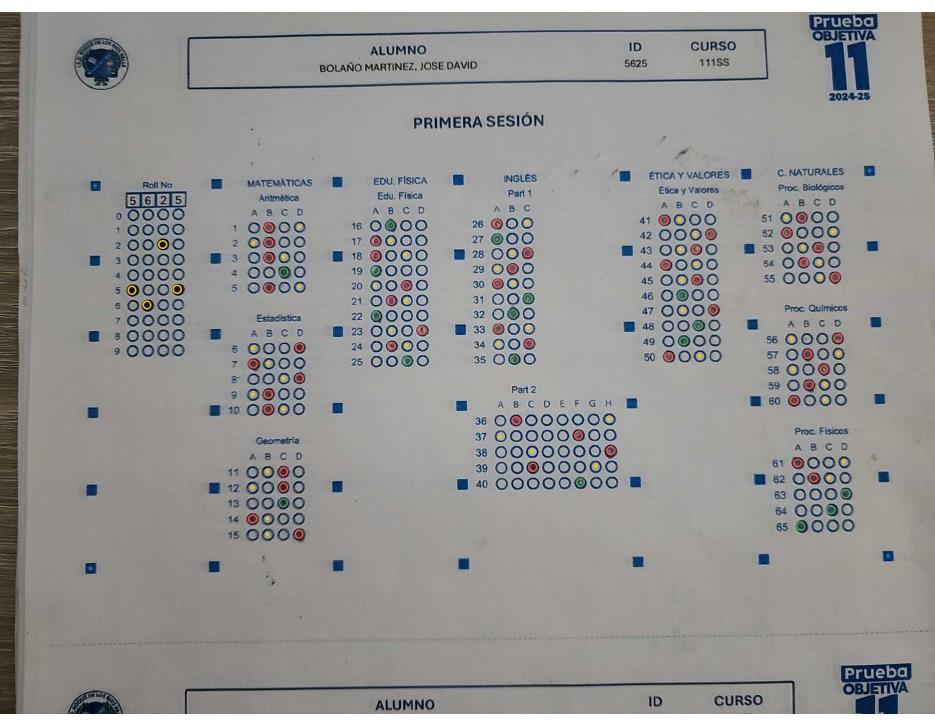 Prueba
OBJETIVA
11
2024-25
ALUMNO ID CURSO
BOLAÑO MARTINEZ, JOSE DAVID 5625 111SS
PRIMERA SESIÓN
Roll No
5 6 2 5
0
1
2
3
4
5
6
7
8
9
MATEMÁTICAS
Aritmética
A B C D
1
2
3
4
5
Estadística
A B C D
6
7
8
9
10
Geometría
A B C D
11
12
13
14
15
EDU. FÍSICA
Edu. Física
A B C D
16
17
18
19
20
21
22
23
24
25
INGLÉS
Part 1
A B C
26
27
28
29
30
31
32
33
34
35
Part 2
A B C D E F G H
36
37
38
39
40
ÉTICA Y VALORES
Ética y Valores
A B C D
41
42
43
44
45
46
47
48
49
50
C. NATURALES
Proc. Biológicos
A B C D
51
52
53
54
55
Proc. Químicos
A B C D
56
57
58
59
60
Proc. Físicos
A B C D
61
62
63
64
65
Prueba
OBJETIVA
11
ALUMNO ID CURSO